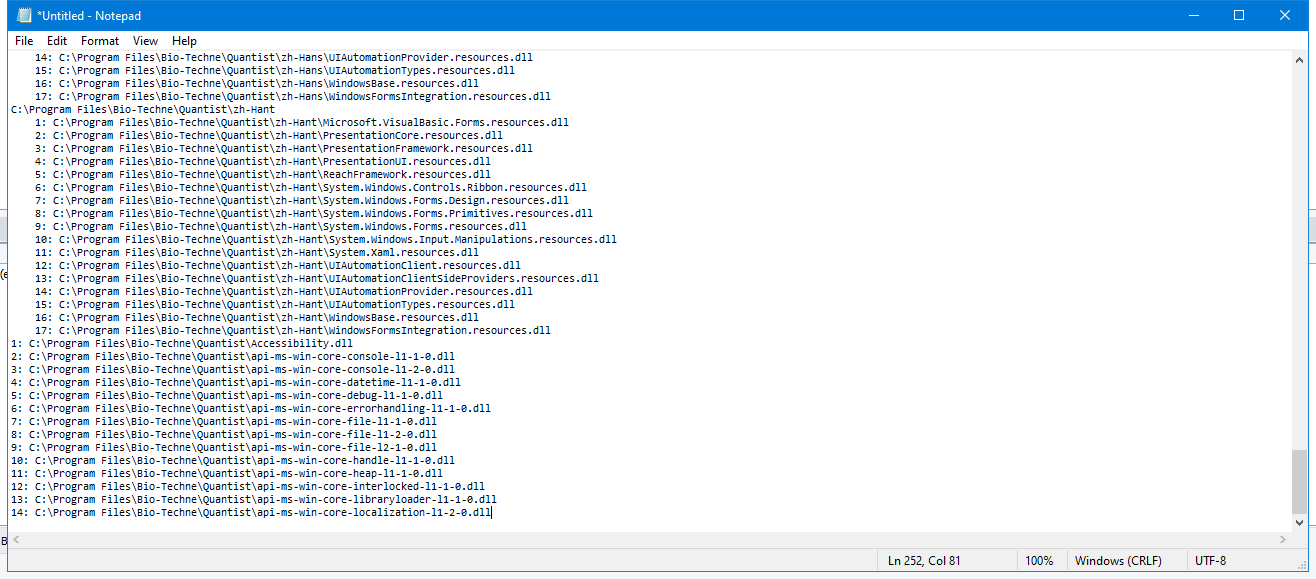 *Untitled - Notepad
File Edit Format View Help
14: C:\Program Files\Bio-Techne\Quantist\zh-Hans\UIAutomationProvider.resources.dll
15: C:\Program Files\Bio-Techne\Quantist\zh-Hans\UIAutomationTypes.resources.dll
16: C:\Program Files\Bio-Techne\Quantist\zh-Hans\WindowsBase.resources.dll
17: C:\Program Files\Bio-Techne\Quantist\zh-Hans\WindowsFormsIntegration.resources.dll
C:\Program Files\Bio-Techne\Quantist\zh-Hant
1: C:\Program Files\Bio-Techne\Quantist\zh-Hant\Microsoft.VisualBasic.Forms.resources.dll
2: C:\Program Files\Bio-Techne\Quantist\zh-Hant\PresentationCore.resources.dll
3: C:\Program Files\Bio-Techne\Quantist\zh-Hant\PresentationFramework.resources.dll
4: C:\Program Files\Bio-Techne\Quantist\zh-Hant\PresentationUI.resources.dll
5: C:\Program Files\Bio-Techne\Quantist\zh-Hant\ReachFramework.resources.dll
6: C:\Program Files\Bio-Techne\Quantist\zh-Hant\System.Windows.Controls.Ribbon.resources.dll
7: C:\Program Files\Bio-Techne\Quantist\zh-Hant\System.Windows.Forms.Design.resources.dll
8: C:\Program Files\Bio-Techne\Quantist\zh-Hant\System.Windows.Forms.Primitives.resources.dll
9: C:\Program Files\Bio-Techne\Quantist\zh-Hant\System.Windows.Forms.resources.dll
10: C:\Program Files\Bio-Techne\Quantist\zh-Hant\System.Windows.Input.Manipulations.resources.dll
11: C:\Program Files\Bio-Techne\Quantist\zh-Hant\System.Xaml.resources.dll
12: C:\Program Files\Bio-Techne\Quantist\zh-Hant\UIAutomationClient.resources.dll
13: C:\Program Files\Bio-Techne\Quantist\zh-Hant\UIAutomationClientSideProviders.resources.dll
14: C:\Program Files\Bio-Techne\Quantist\zh-Hant\UIAutomationProvider.resources.dll
15: C:\Program Files\Bio-Techne\Quantist\zh-Hant\UIAutomationTypes.resources.dll
16: C:\Program Files\Bio-Techne\Quantist\zh-Hant\WindowsBase.resources.dll
17: C:\Program Files\Bio-Techne\Quantist\zh-Hant\WindowsFormsIntegration.resources.dll
1: C:\Program Files\Bio-Techne\Quantist\Accessibility.dll
2: C:\Program Files\Bio-Techne\Quantist\api-ms-win-core-console-l1-1-0.dll
3: C:\Program Files\Bio-Techne\Quantist\api-ms-win-core-console-l1-2-0.dll
4: C:\Program Files\Bio-Techne\Quantist\api-ms-win-core-datetime-l1-1-0.dll
5: C:\Program Files\Bio-Techne\Quantist\api-ms-win-core-debug-l1-1-0.dll
6: C:\Program Files\Bio-Techne\Quantist\api-ms-win-core-errorhandling-l1-1-0.dll
7: C:\Program Files\Bio-Techne\Quantist\api-ms-win-core-file-l1-1-0.dll
8: C:\Program Files\Bio-Techne\Quantist\api-ms-win-core-file-l1-2-0.dll
9: C:\Program Files\Bio-Techne\Quantist\api-ms-win-core-file-l2-1-0.dll
10: C:\Program Files\Bio-Techne\Quantist\api-ms-win-core-handle-l1-1-0.dll
11: C:\Program Files\Bio-Techne\Quantist\api-ms-win-core-heap-l1-1-0.dll
12: C:\Program Files\Bio-Techne\Quantist\api-ms-win-core-interlocked-l1-1-0.dll
13: C:\Program Files\Bio-Techne\Quantist\api-ms-win-core-libraryloader-l1-1-0.dll
14: C:\Program Files\Bio-Techne\Quantist\api-ms-win-core-localization-l1-2-0.dll
Ln 252, Col 81 100% Windows (CRLF) UTF-8